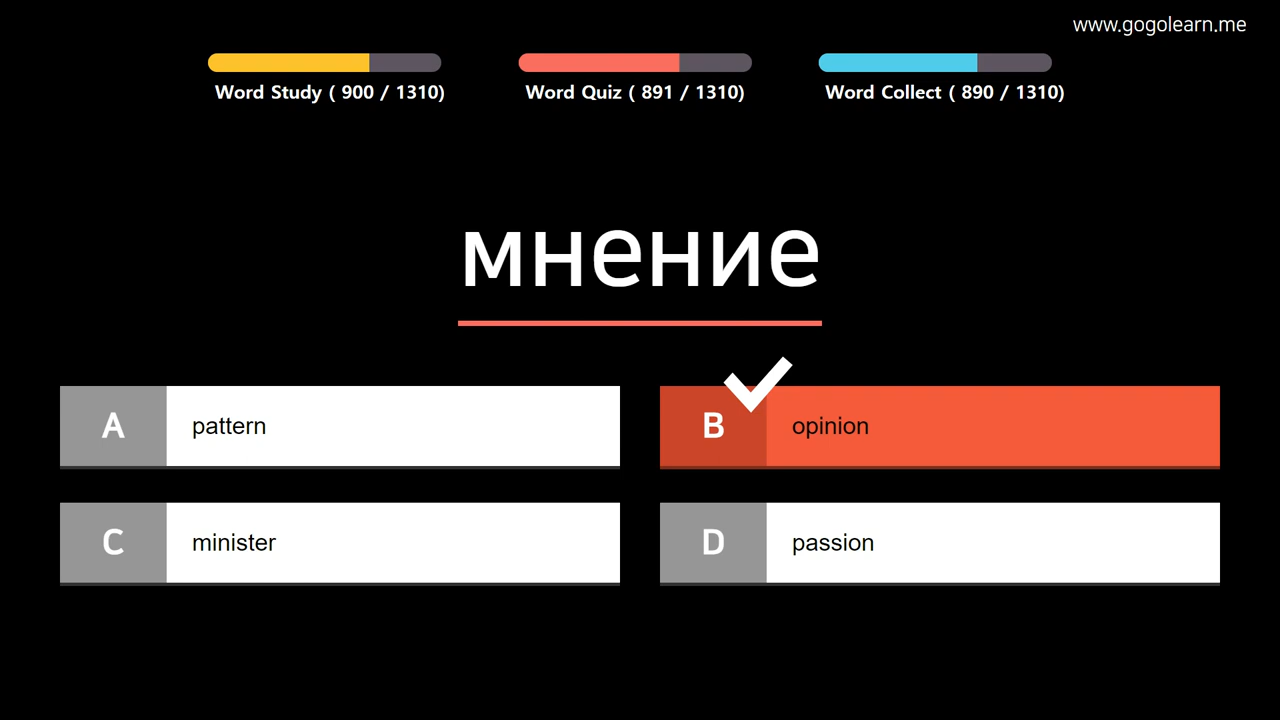 www.gogolearn.me
Word Study ( 900 / 1310)
Word Quiz ( 891 / 1310)
Word Collect ( 890 / 1310)
мнение
A pattern
B opinion
C minister
D passion